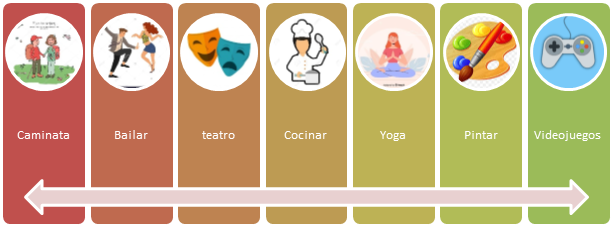 Caminata
Bailar
teatro
Cocinar
Yoga
Pintar
Videojuegos